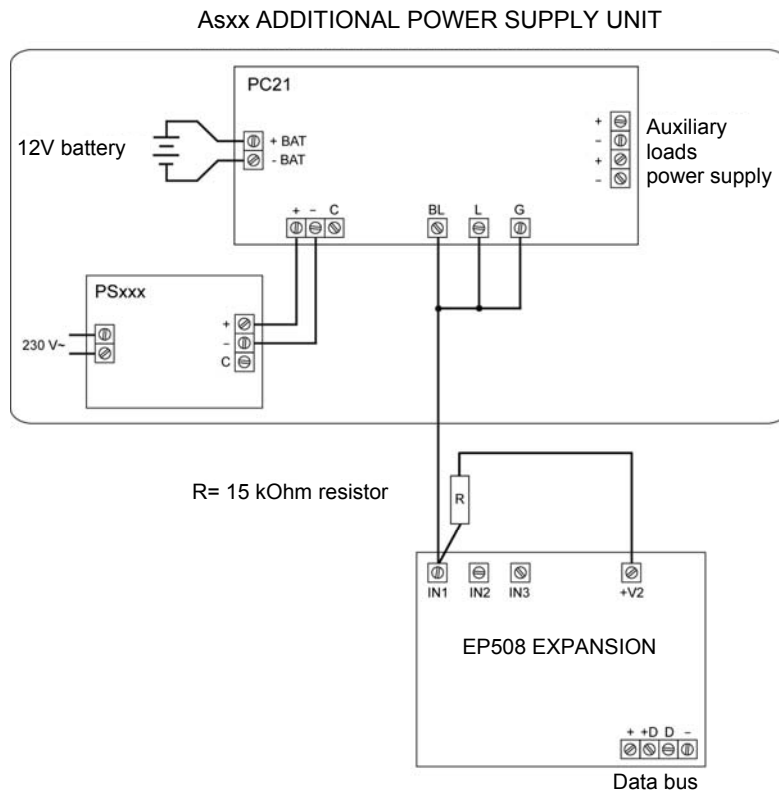 Asxx ADDITIONAL POWER SUPPLY UNIT
PC21
12V battery
+ BAT
- BAT
+
-
+
-
Auxiliary
loads
power supply
+ - C
BL L G
PSxxx
230 V~
+
-
C
R= 15 kOhm resistor
R
IN1 IN2 IN3 +V2
EP508 EXPANSION
+ +D D -
Data bus